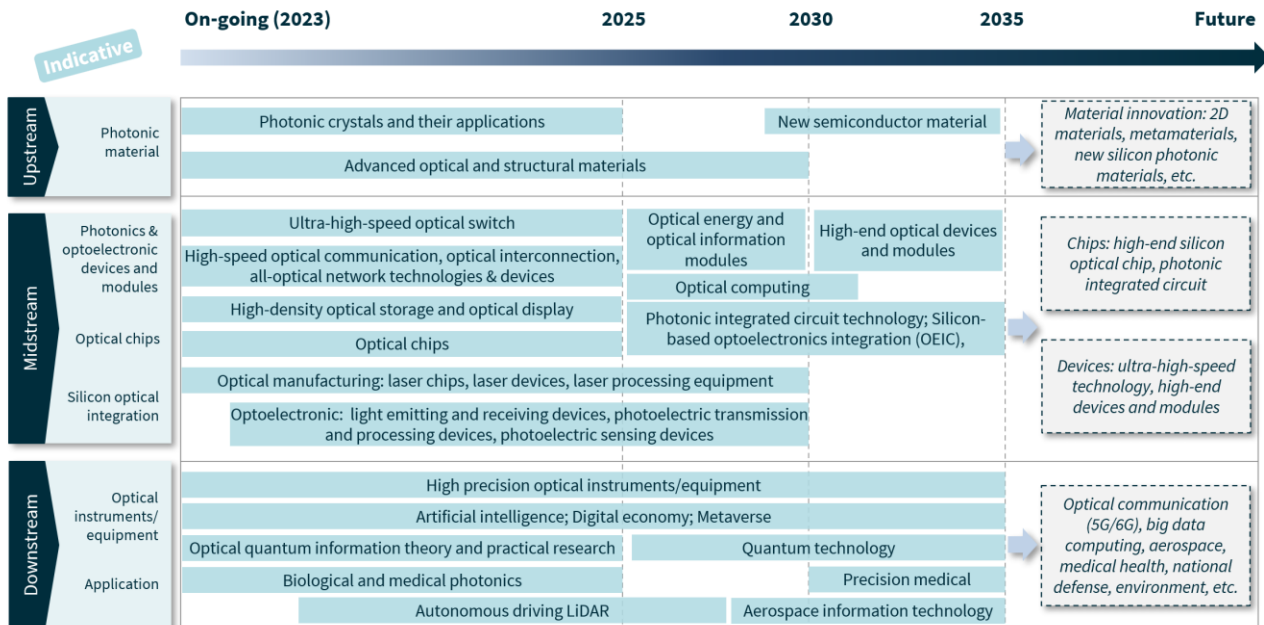 On-going (2023)
2025
2030
2035
Future
Indicative
Upstream
Photonic
material
Photonic crystals and their applications
New semiconductor material
Advanced optical and structural materials
Material innovation: 2D
materials, metamaterials,
new silicon photonic
materials, etc.
Midstream
Photonics &
optoelectronic
devices and
modules
Optical chips
Silicon optical
integration
Ultra-high-speed optical switch
Optical energy and
optical information
modules
High-end optical devices
and modules
High-speed optical communication, optical interconnection,
all-optical network technologies & devices
Optical computing
High-density optical storage and optical display
Photonic integrated circuit technology; Silicon-
based optoelectronics integration (OEIC),
Optical chips
Optical manufacturing: laser chips, laser devices, laser processing equipment
Optoelectronic: light emitting and receiving devices, photoelectric transmission
and processing devices, photoelectric sensing devices
Chips: high-end silicon
optical chip, photonic
integrated circuit
Devices: ultra-high-speed
technology, high-end
devices and modules
Downstream
Optical
instruments/
equipment
Application
High precision optical instruments/equipment
Artificial intelligence; Digital economy; Metaverse
Optical quantum information theory and practical research
Quantum technology
Biological and medical photonics
Precision medical
Autonomous driving LiDAR
Aerospace information technology
Optical communication
(5G/6G), big data
computing, aerospace,
medical health, national
defense, environment, etc.